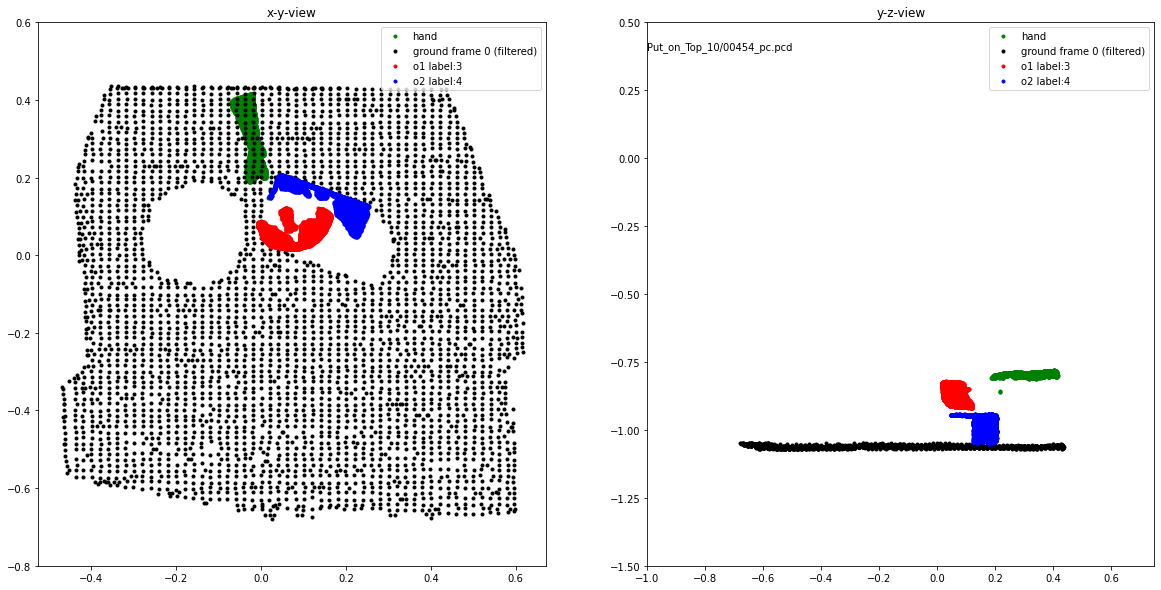 x-y-view
hand
ground frame 0 (filtered)
o1 label:3
o2 label:4
0.6
0.4
0.2
0.0
−0.2
−0.4
−0.6
−0.8
−0.4
−0.2
0.0
0.2
0.4
0.6
y-z-view
Put_on_Top_10/00454_pc.pcd
hand
ground frame 0 (filtered)
o1 label:3
o2 label:4
0.50
0.25
0.00
−0.25
−0.50
−0.75
−1.00
−1.25
−1.50
−1.0
−0.8
−0.6
−0.4
−0.2
0.0
0.2
0.4
0.6